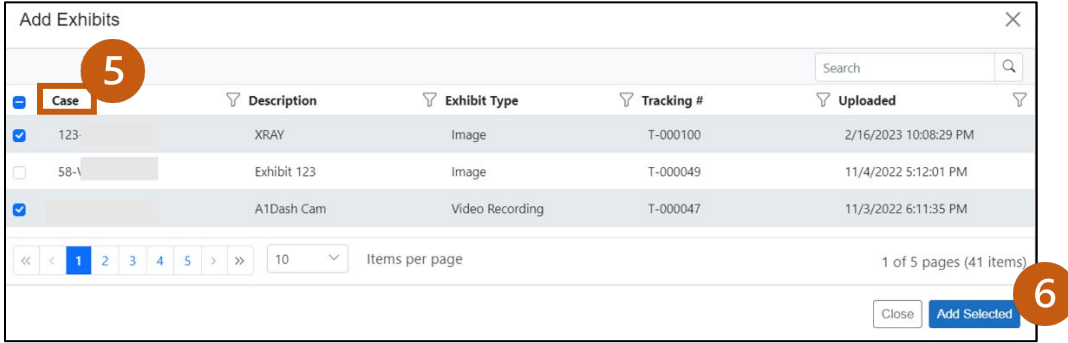 Add Exhibits
5
Search
Case Description Exhibit Type Tracking # Uploaded
123- XRAY Image T-000100 2/16/2023 10:08:29 PM
58- Exhibit 123 Image T-000049 11/4/2022 5:12:01 PM
A1Dash Cam Video Recording T-000047 11/3/2022 6:11:35 PM
« < 1 2 3 4 5 > » 10 Items per page 1 of 5 pages (41 items)
6
Close Add Selected